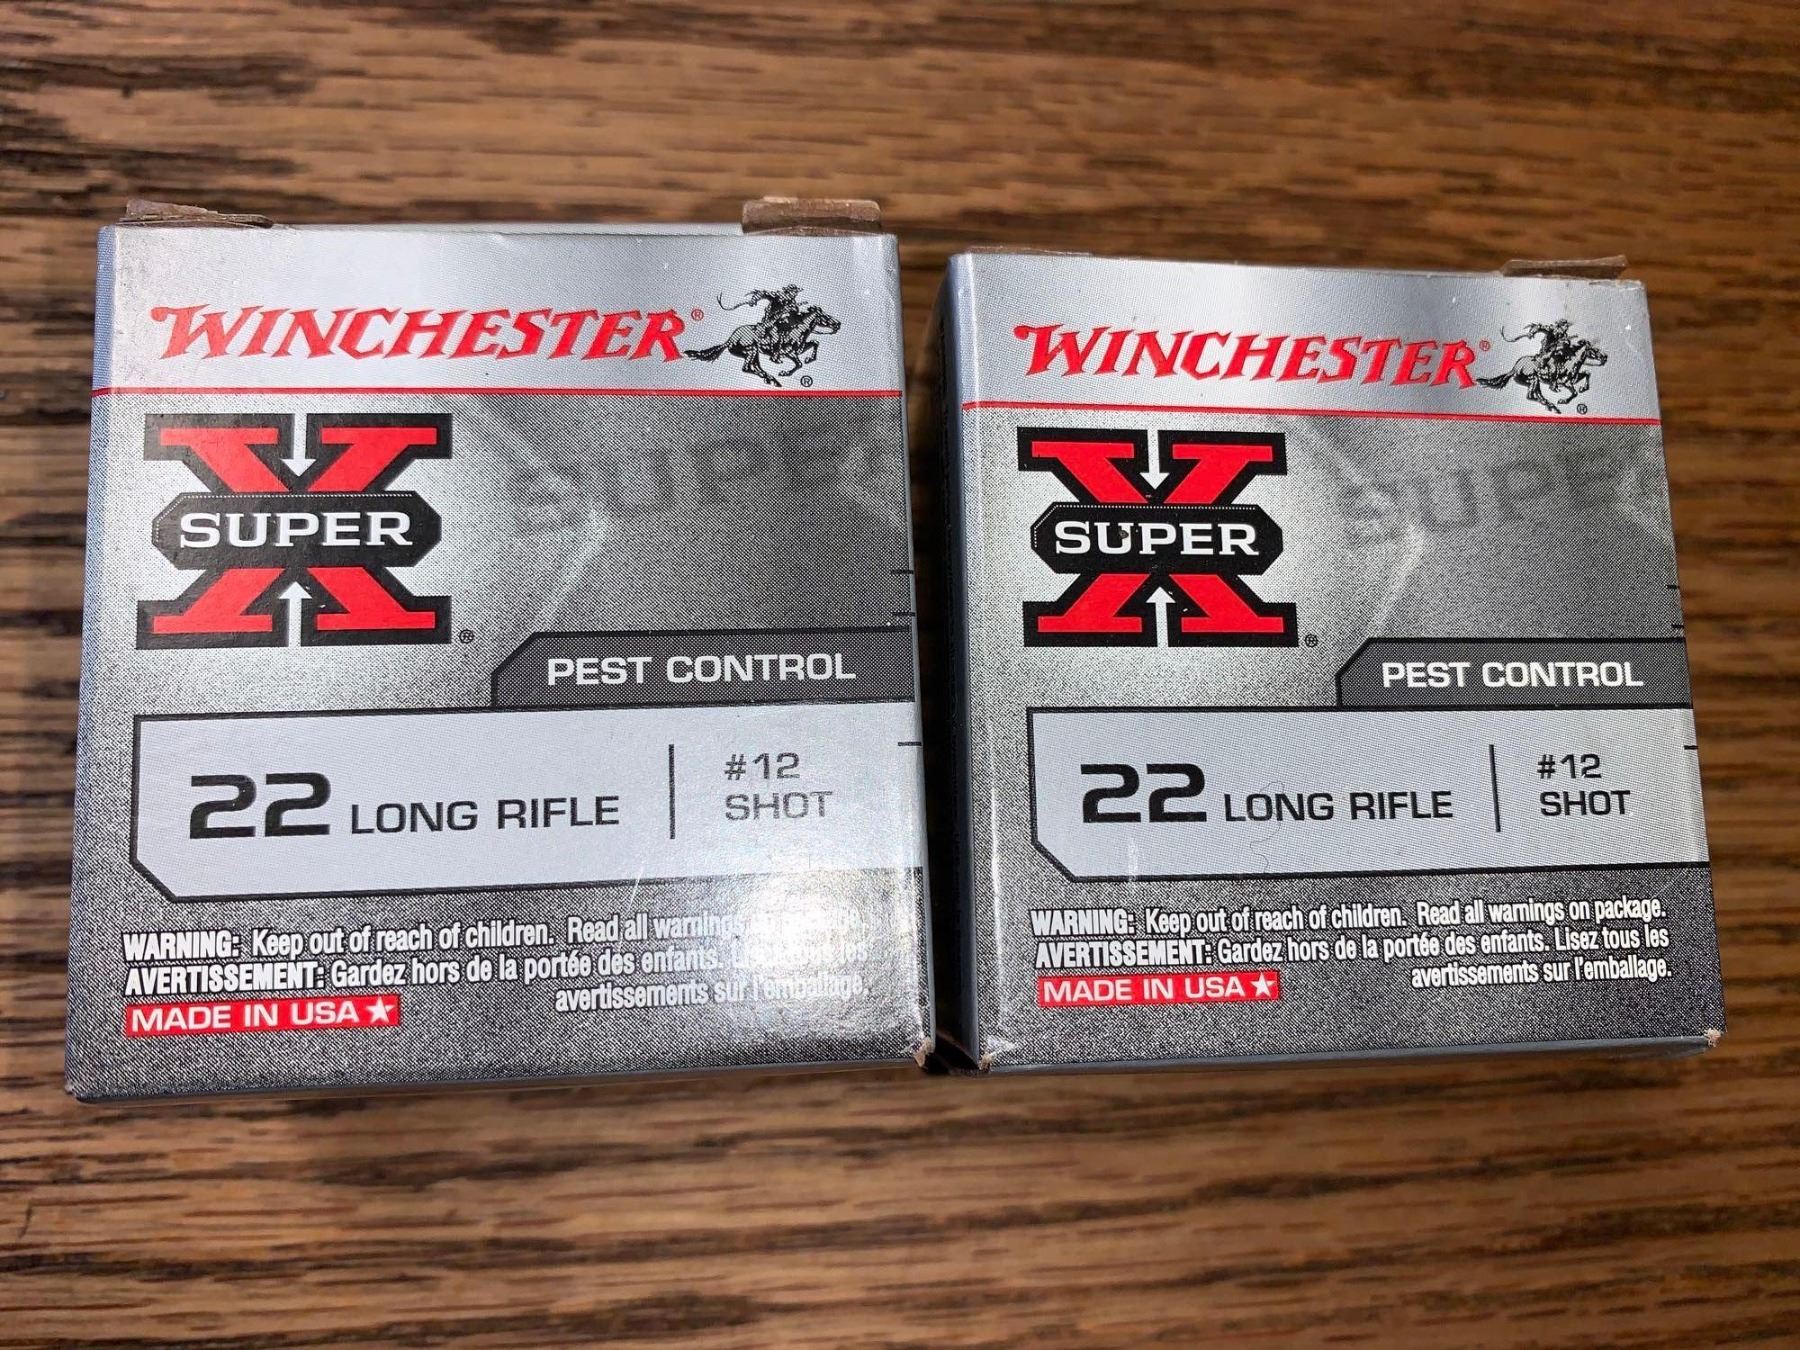 WINCHESTER®
X
SUPER
®
SUPE
PEST CONTROL
22 LONG RIFLE
#12
SHOT
WARNING: Keep out of reach of children. Read all warnings
AVERTISSEMENT: Gardez hors de la portée des enfants. les
avertissements sur l'emballage.
MADE IN USA
WINCHESTER®
X
SUPER
®
SUPE
PEST CONTROL
22 LONG RIFLE
#12
SHOT
WARNING: Keep out of reach of children. Read all warnings on package.
AVERTISSEMENT: Gardez hors de la portée des enfants. Lisez tous les
avertissements sur l'emballage.
MADE IN USA